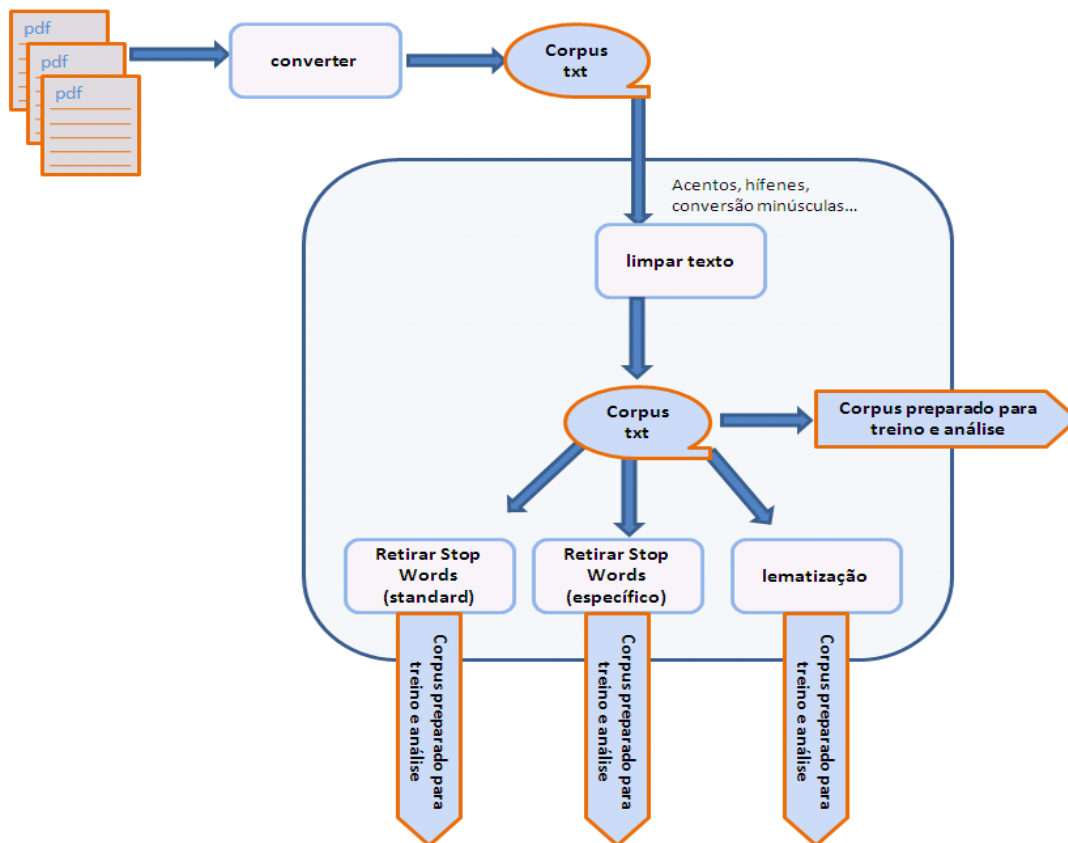 pdf
pdf
pdf
converter
Corpus
txt
Acentos, hífenes,
conversão minúsculas...
limpar texto
Corpus
txt
Corpus preparado para
treino e análise
Retirar Stop
Words
(standard)
Retirar Stop
Words
(específico)
lematização
Corpus preparado para
treino e análise
Corpus preparado para
treino e análise
Corpus preparado para
treino e análise